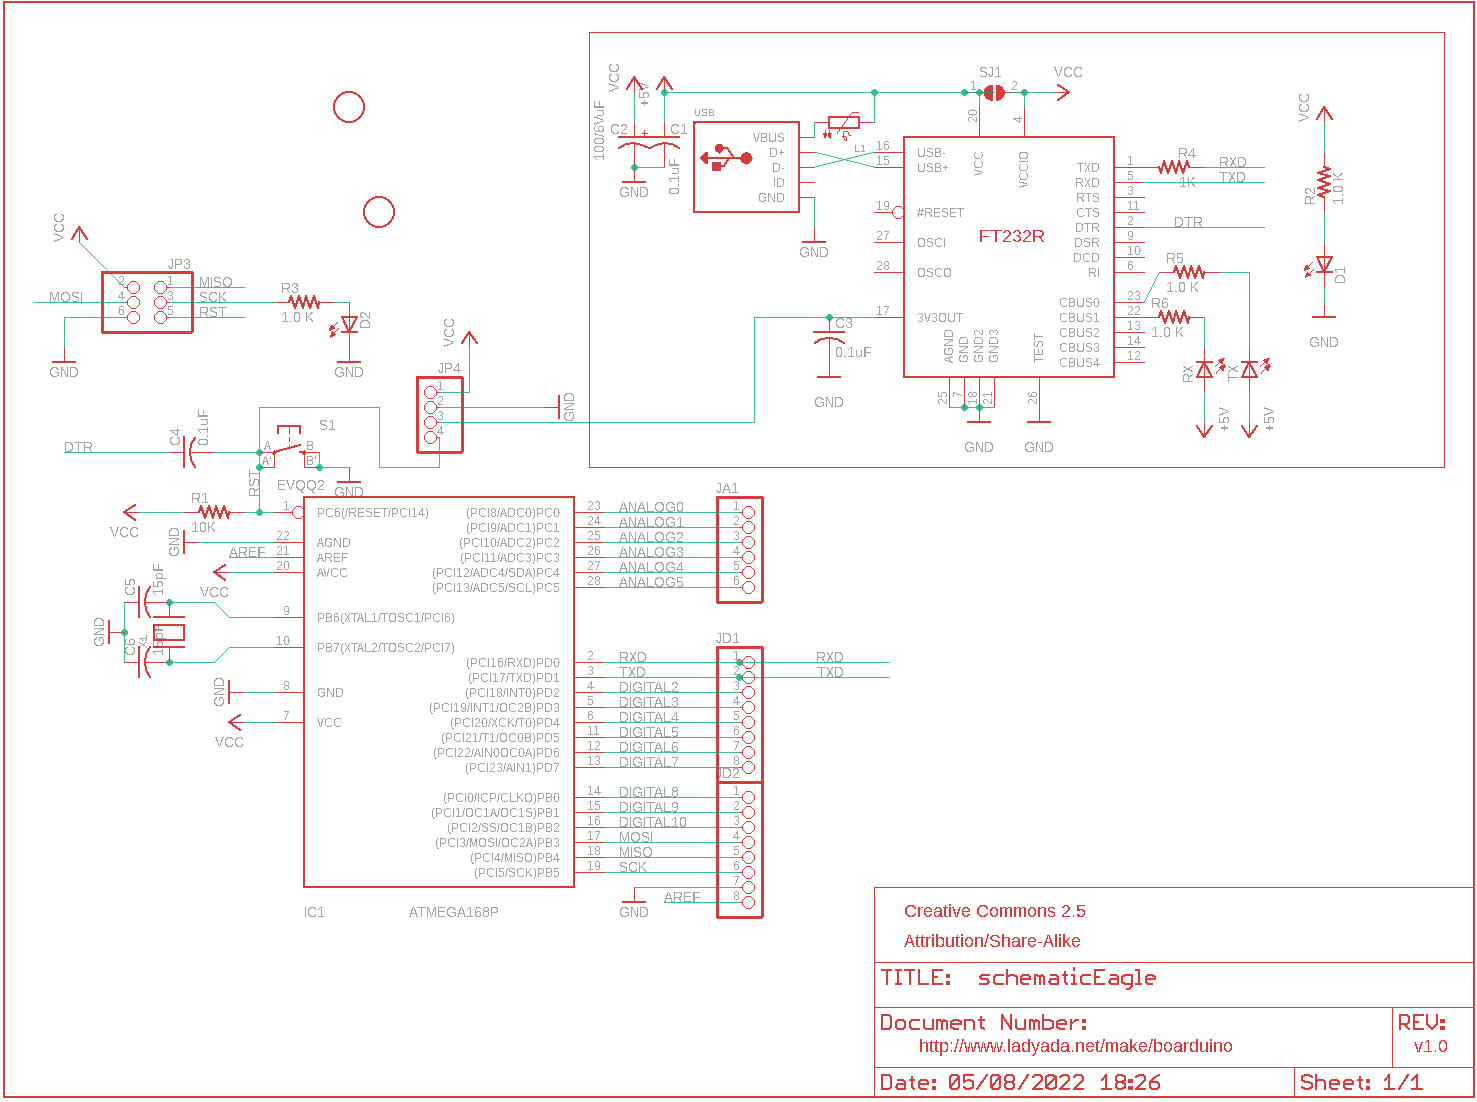 SJ1
VCC
1
2
VCC
+5V
100/6VuF
C2
+
C1
0.1uF
GND
USB
VBUS
D+
D-
ID
GND
GND
L1
20
4
16
USB-
15
USB+
VCC
VCCIO
19
#RESET
27
OSCI
28
OSCO
17
3V3OUT
FT232R
TXD
1
RXD
5
RTS
3
CTS
11
DTR
2
DSR
9
DCD
10
RI
6
CBUS0
23
CBUS1
22
CBUS2
13
CBUS3
14
CBUS4
12
AGND
GND
GND2
GND3
TEST
25
7
18
21
26
GND
GND
R4
1K
RXD
TXD
DTR
R5
1.0 K
R6
1.0 K
RX
TX
+5V
+5V
VCC
R2
1.0 K
D1
GND
C3
0.1uF
GND
VCC
JP3
MOSI
2
1
MISO
4
3
SCK
6
5
RST
GND
R3
1.0 K
D2
GND
VCC
JP4
1
2
3
4
GND
DTR
C4
0.1uF
S1
A
B
A'
B'
RST
EVQQ2
GND
R1
10K
VCC
GND
AREF
VCC
C5
15pF
GND
C6
X1
15pF
GND
VCC
1
PC6(/RESET/PCI14)
22
AGND
21
AREF
20
AVCC
9
PB6(XTAL1/TOSC1/PCI6)
10
PB7(XTAL2/TOSC2/PCI7)
8
GND
7
VCC
(PCI8/ADC0)PC0
23
ANALOG0
(PCI9/ADC1)PC1
24
ANALOG1
(PCI10/ADC2)PC2
25
ANALOG2
(PCI11/ADC3)PC3
26
ANALOG3
(PCI12/ADC4/SDA)PC4
27
ANALOG4
(PCI13/ADC5/SCL)PC5
28
ANALOG5
JA1
1
2
3
4
5
6
(PCI16/RXD)PD0
2
RXD
(PCI17/TXD)PD1
3
TXD
(PCI18/INT0)PD2
4
DIGITAL2
(PCI19/INT1/OC2B)PD3
5
DIGITAL3
(PCI20/XCK/T0)PD4
6
DIGITAL4
(PCI21/T1/OC0B)PD5
11
DIGITAL5
(PCI22/AIN0OC0A)PD6
12
DIGITAL6
(PCI23/AIN1)PD7
13
DIGITAL7
JD1
1
2
3
4
5
6
7
8
RXD
TXD
(PCI0/ICP/CLKO)PB0
14
DIGITAL8
(PCI1/OC1A/OC1S)PB1
15
DIGITAL9
(PCI2/SS/OC1B)PB2
16
DIGITAL10
(PCI3/MOSI/OC2A)PB3
17
MOSI
(PCI4/MISO)PB4
18
MISO
(PCI5/SCK)PB5
19
SCK
JD2
1
2
3
4
5
6
7
8
GND
AREF
IC1
ATMEGA168P
Creative Commons 2.5
Attribution/Share-Alike
TITLE: schematicEagle
Document Number:
http://www.ladyada.net/make/boarduino
REV:
v1.0
Date: 05/08/2022 18:26
Sheet: 1/1